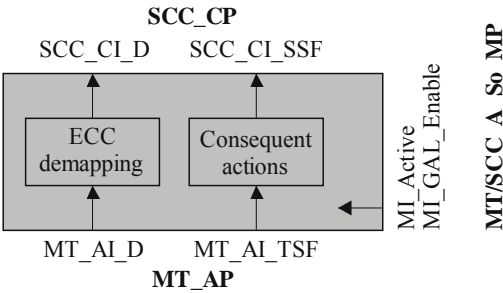 SCC_CP
SCC_CI_D SCC_CI_SSF
ECC
demapping
Consequent
actions
MT_AI_D MT_AI_TSF
MT_AP
MI_Active
MI_GAL_Enable
MT/SCC_A_So_MP